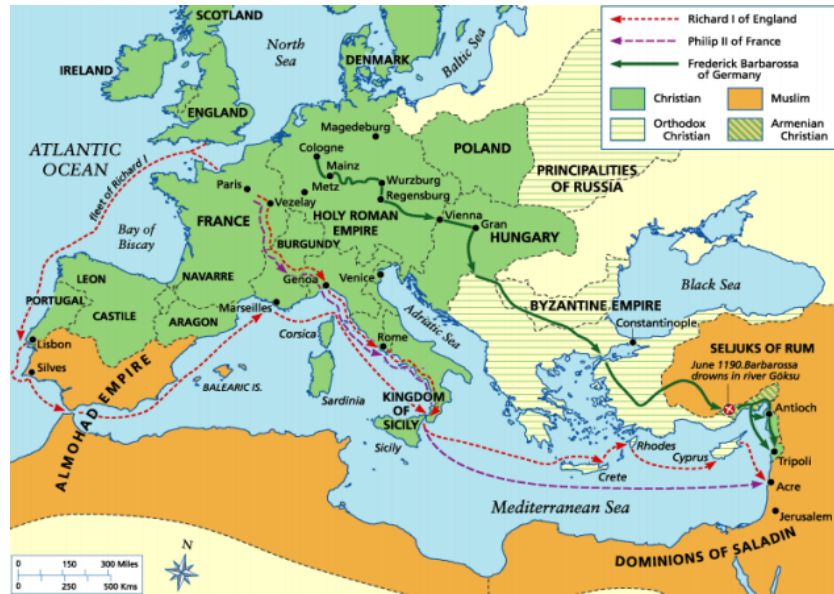 SCOTLAND
North
Sea
IRELAND
DENMARK
Baltic Sea
ENGLAND
Richard I of England
Philip II of France
Frederick Barbarossa
of Germany
Christian
Muslim
Orthodox
Christian
Armenian
Christian
ATLANTIC
OCEAN
fleet of Richard I
Magedeburg
Cologne
Mainz
POLAND
PRINCIPALITIES
OF RUSSIA
Paris
Metz
Wurzburg
Regensburg
Vezelay
Vienna
Gran
Bay of
Biscay
FRANCE
HOLY ROMAN
EMPIRE
HUNGARY
BURGUNDY
LEON
NAVARRE
Genoa
Venice
Black Sea
PORTUGAL
CASTILE
ARAGON
Marseilles
Corsica
Adriatic Sea
BYZANTINE EMPIRE
Constantinople
Rome
Lisbon
Silves
SELJUKS OF RUM
June 1190.Barbarossa
drowns in river Göksu
BALEARIC IS.
Sardinia
KINGDOM
OF
SICILY
Antioch
ALMOHAD EMPIRE
Sicily
Rhodes
Cyprus
Tripoli
Crete
Acre
Mediterranean Sea
Jerusalem
DOMINIONS OF SALADIN
N
0 150 300 Miles
0 250 500 Kms